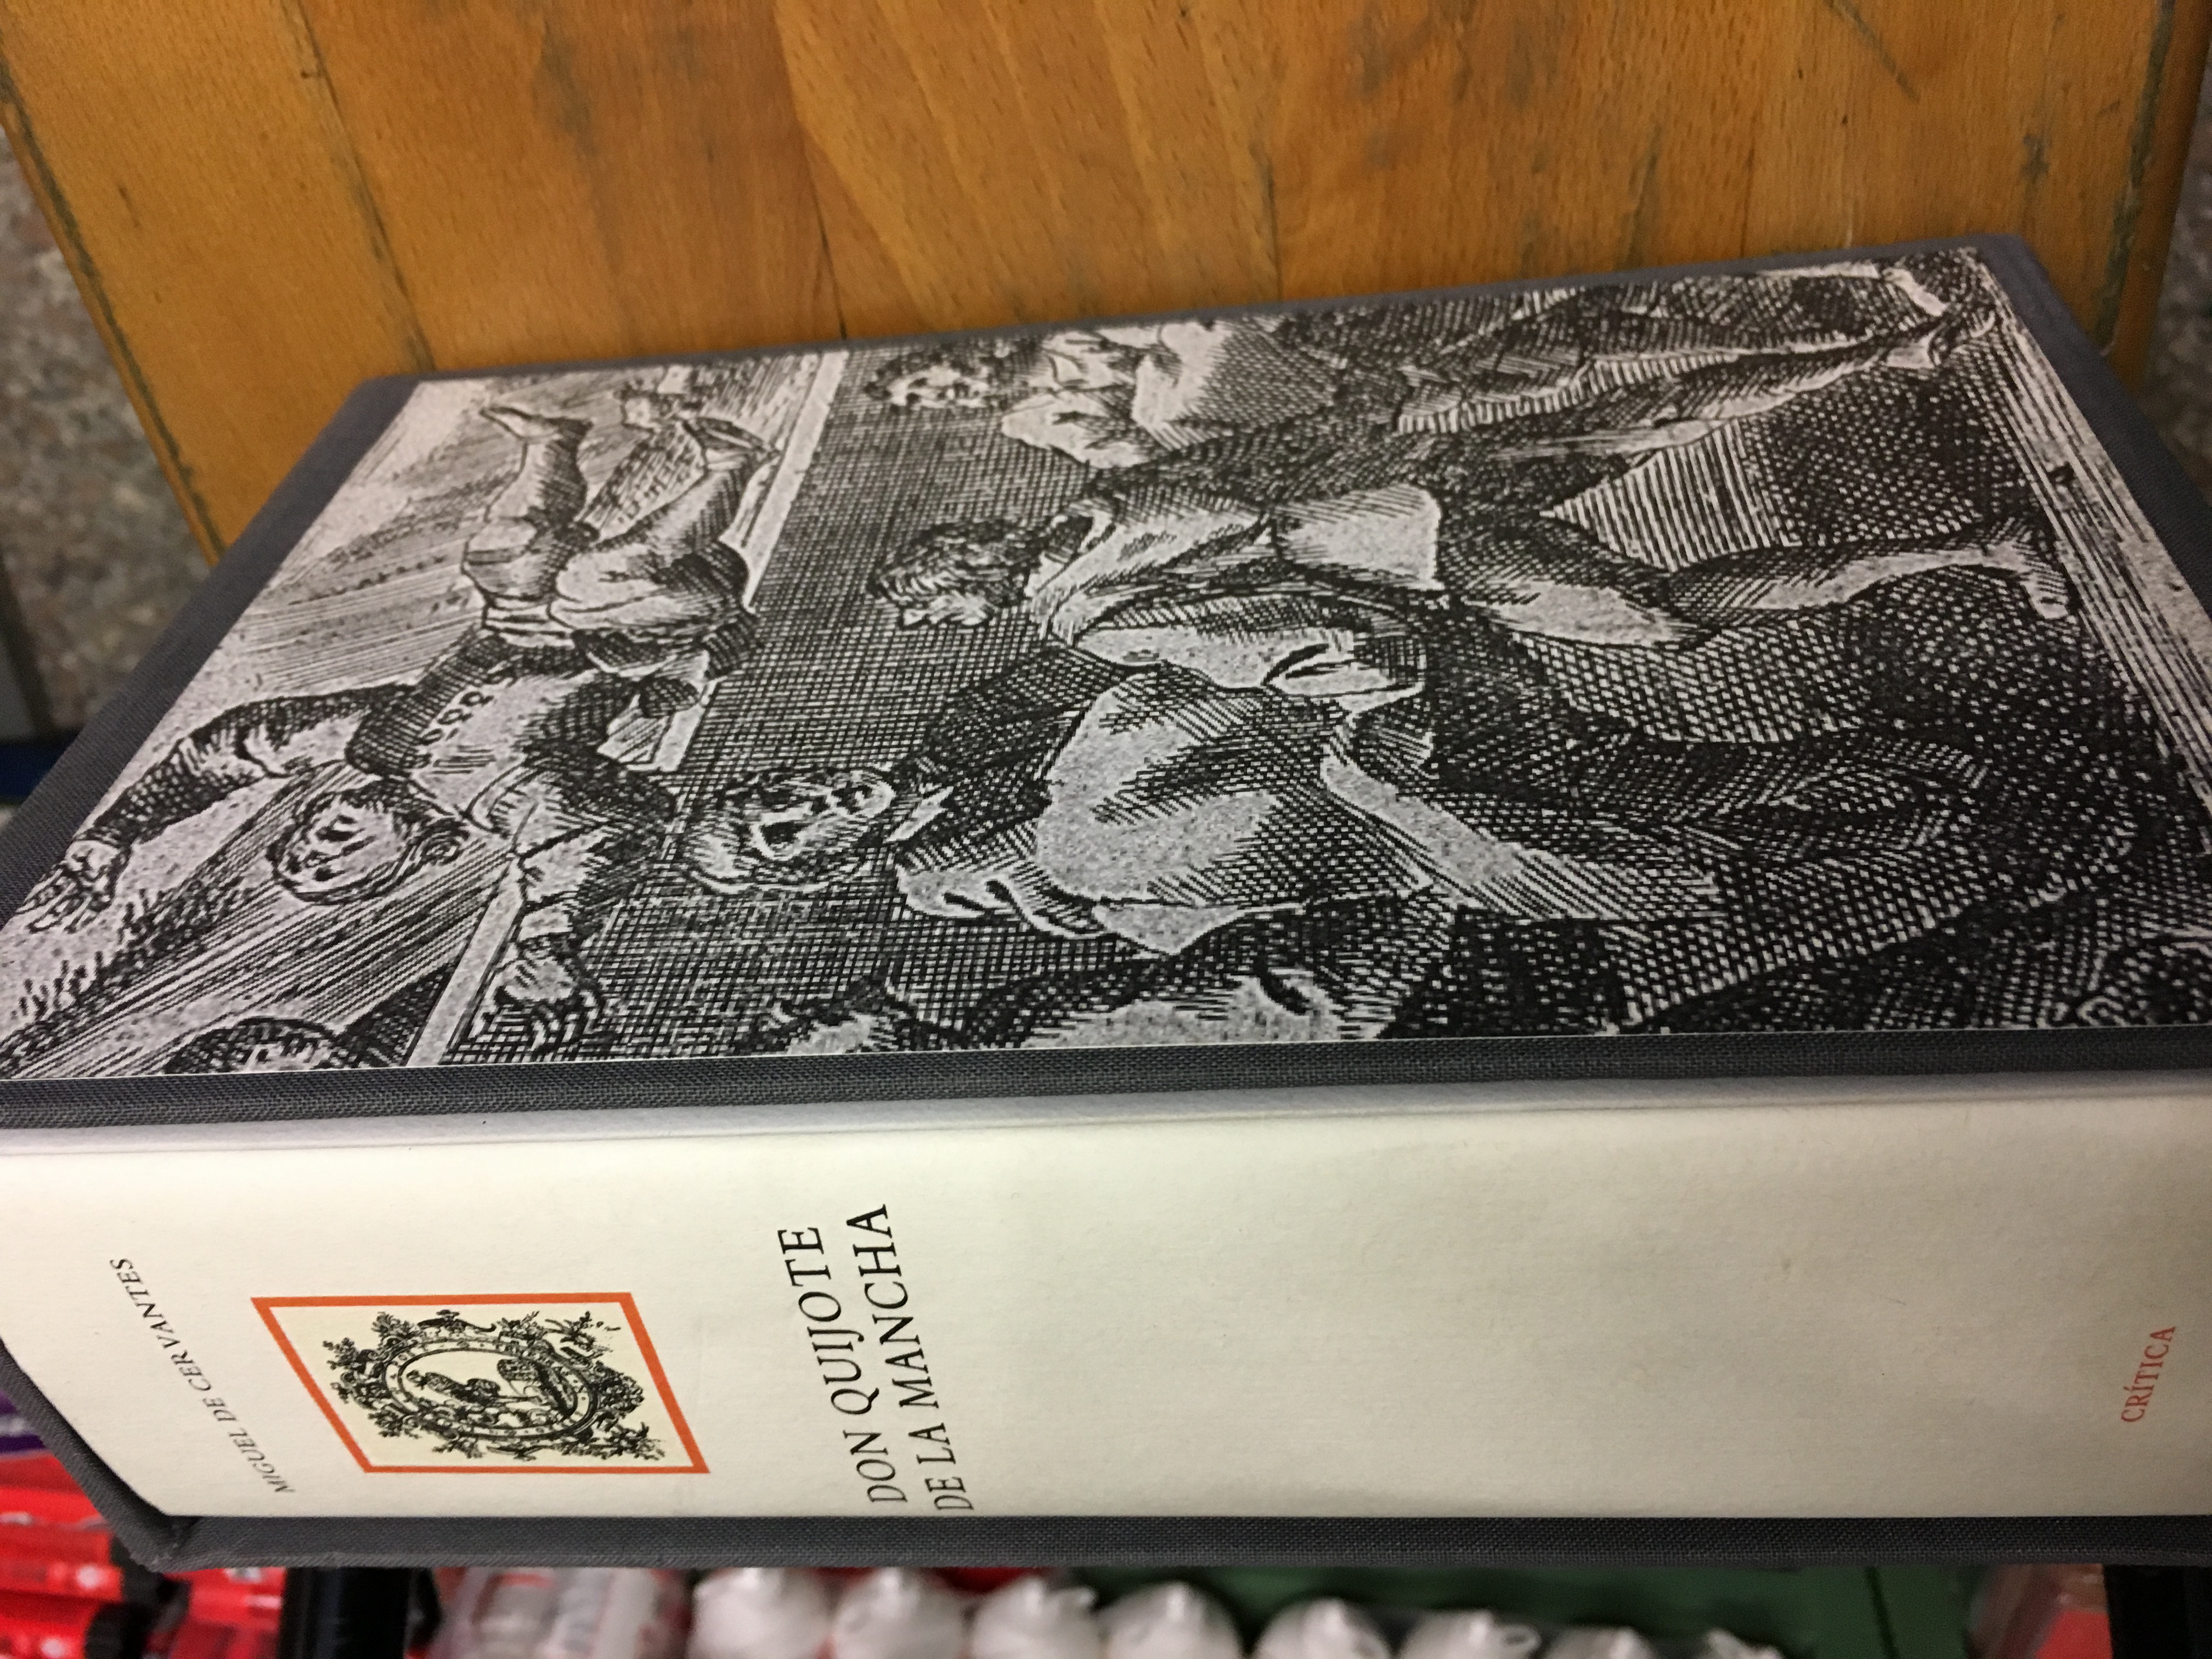 MIGUEL DE CERVANTES
DON QUIJOTE
DE LA MANCHA
CRÍTICA